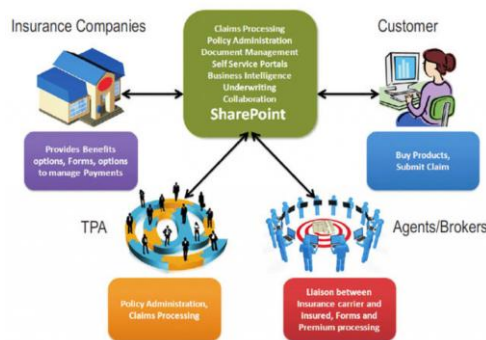 Insurance Companies
Claims Processing
Policy Administration
Document Management
Self Service Portals
Business Intelligence
Underwriting
Collaboration
SharePoint
Customer
Provides Benefits
options, Forms, options
to manage Payments
Buy Products,
Submit Claim
TPA
Agents/Brokers
Policy Administration,
Claims Processing
Liaison between
Insurance carrier and
Insured, Forms and
Premium processing